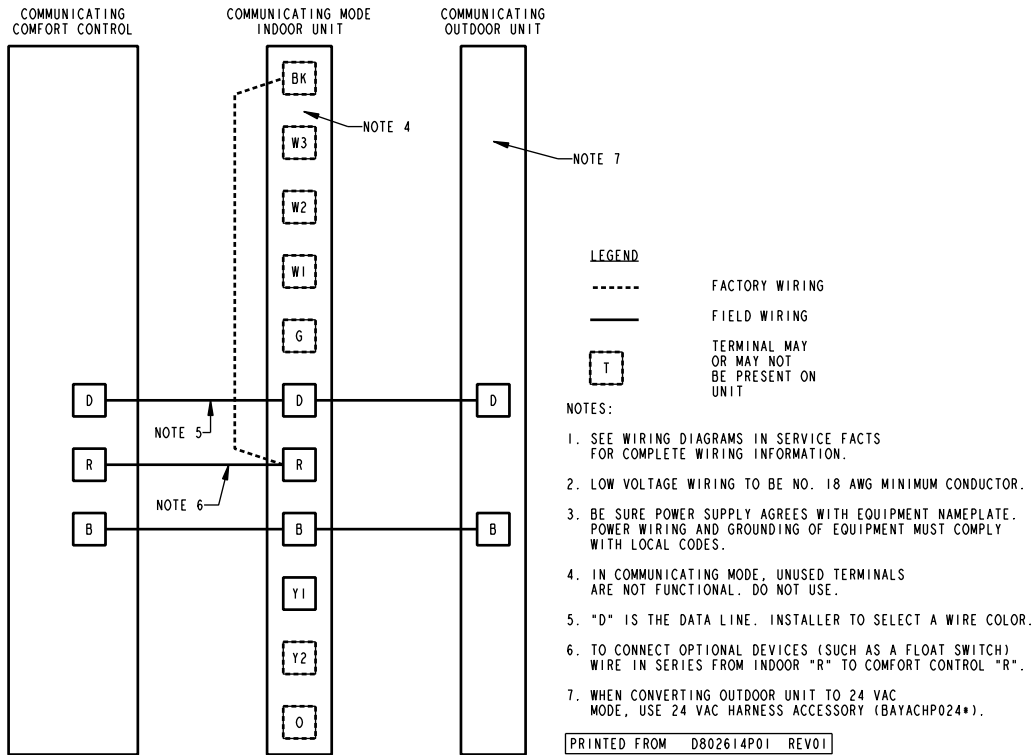 COMMUNICATING
COMFORT CONTROL
COMMUNICATING MODE
INDOOR UNIT
COMMUNICATING
OUTDOOR UNIT
BK
NOTE 4
W3
NOTE 7
W2
W1
G
D
D
D
NOTE 5
R
R
NOTE 6
B
B
B
Y1
Y2
O
LEGEND
FACTORY WIRING
FIELD WIRING
T
TERMINAL MAY
OR MAY NOT
BE PRESENT ON
UNIT
NOTES:
1. SEE WIRING DIAGRAMS IN SERVICE FACTS
FOR COMPLETE WIRING INFORMATION.
2. LOW VOLTAGE WIRING TO BE NO. 18 AWG MINIMUM CONDUCTOR.
3. BE SURE POWER SUPPLY AGREES WITH EQUIPMENT NAMEPLATE.
POWER WIRING AND GROUNDING OF EQUIPMENT MUST COMPLY
WITH LOCAL CODES.
4. IN COMMUNICATING MODE, UNUSED TERMINALS
ARE NOT FUNCTIONAL. DO NOT USE.
5. "D" IS THE DATA LINE. INSTALLER TO SELECT A WIRE COLOR.
6. TO CONNECT OPTIONAL DEVICES (SUCH AS A FLOAT SWITCH)
WIRE IN SERIES FROM INDOOR "R" TO COMFORT CONTROL "R".
7. WHEN CONVERTING OUTDOOR UNIT TO 24 VAC
MODE, USE 24 VAC HARNESS ACCESSORY (BAYACHP024*).
PRINTED FROM D802614P01 REV01